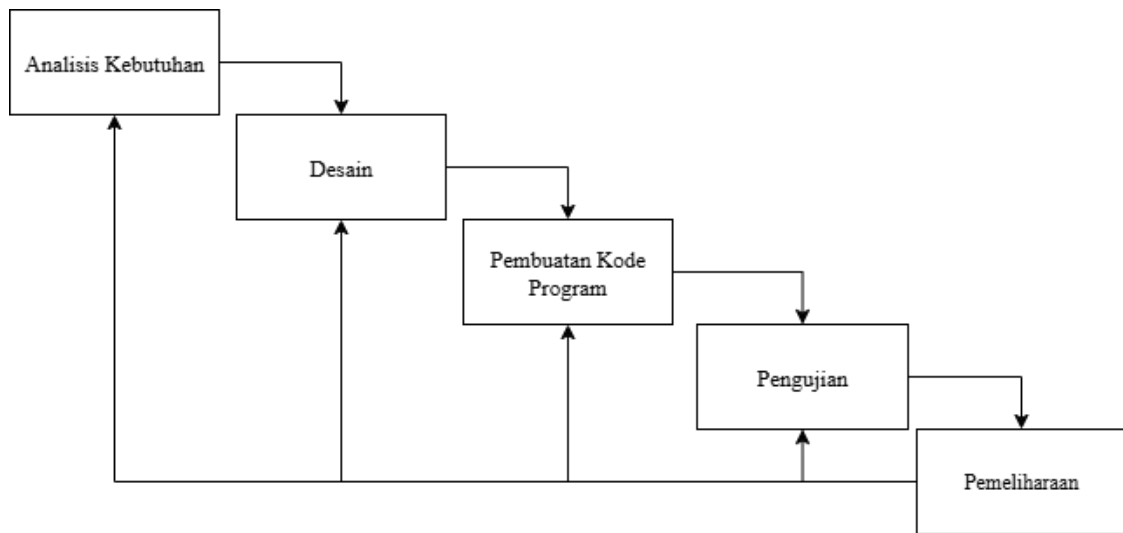 Analisis Kebutuhan
Desain
Pembuatan Kode
Program
Pengujian
Pemeliharaan